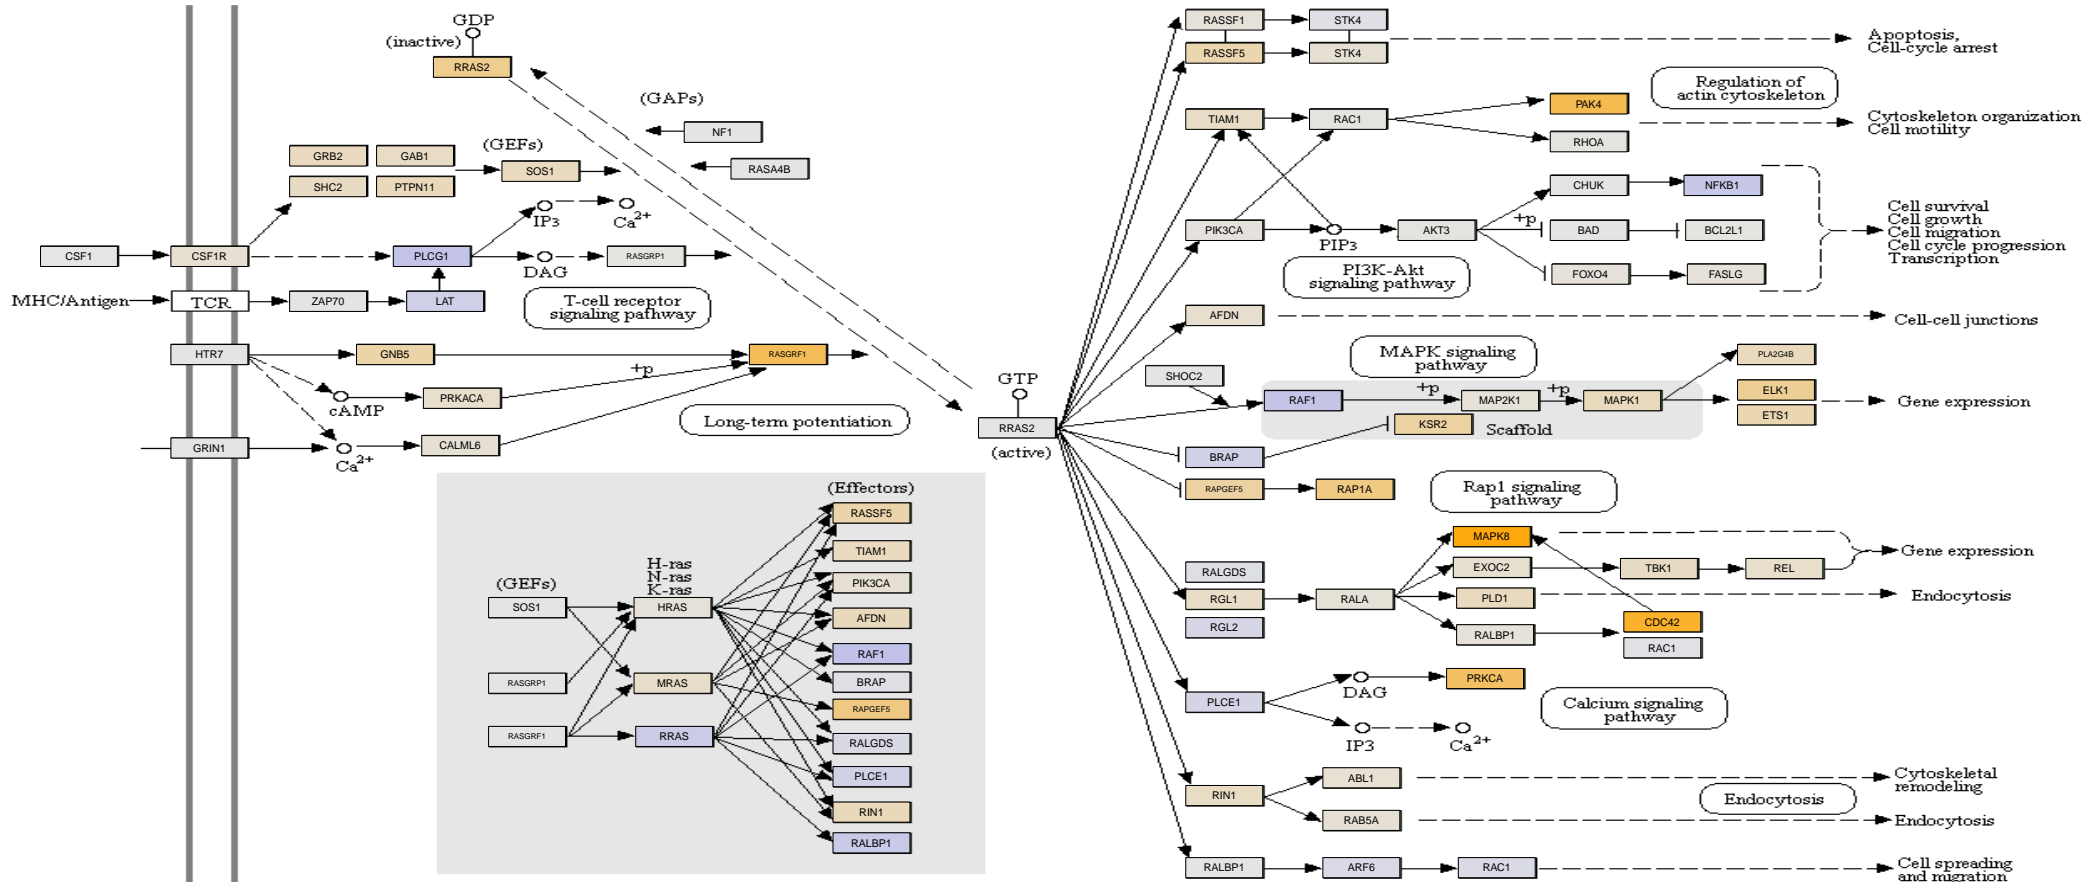 GDP
(inactive)
RRAS2
(GAPs)
NF1
RASA4B
(GEFs)
GRB2
GAB1
SHC2
PTPN11
SOS1
IP3
Ca2+
CSF1
CSF1R
PLCG1
DAG
RASGRP1
MHC/Antigen
TCR
ZAP70
LAT
T-cell receptor
signaling pathway
HTR7
GNB5
RASGRF1
+p
cAMP
PRKACA
Long-term potentiation
GRIN1
Ca2+
CALML6
GTP
RRAS2
(active)
(Effectors)
(GEFs)
H-ras
N-ras
K-ras
SOS1
HRAS
RASGRP1
MRAS
RASGRF1
RRAS
RASSF5
TIAM1
PIK3CA
AFDN
RAF1
BRAP
RAPGEF5
RALGDS
PLCE1
RIN1
RALBP1
RASSF1
STK4
RASSF5
STK4
Apoptosis,
Cell-cycle arrest
Regulation of
actin cytoskeleton
TIAM1
RAC1
PAK4
RHOA
Cytoskeleton organization
Cell motility
CHUK
NFKB1
PIK3CA
PIP3
AKT3
+p
BAD
BCL2L1
FOXO4
FASLG
PI3K-Akt
signaling pathway
Cell survival
Cell growth
Cell migration
Cell cycle progression
Transcription
AFDN
Cell-cell junctions
MAPK signaling
pathway
PLA2G4B
SHOC2
RAF1
+p
MAP2K1
+p
MAPK1
ELK1
ETS1
Gene expression
KSR2
Scaffold
BRAP
RAPGEF5
RAP1A
Rap1 signaling
pathway
MAPK8
RALGDS
EXOC2
TBK1
REL
Gene expression
RGL1
RALA
PLD1
Endocytosis
RGL2
RALBP1
CDC42
RAC1
PLCE1
DAG
PRKCA
IP3
Ca2+
Calcium signaling
pathway
RIN1
ABL1
Cytoskeletal
remodeling
Endocytosis
RAB5A
Endocytosis
RALBP1
ARF6
RAC1
Cell spreading
and migration